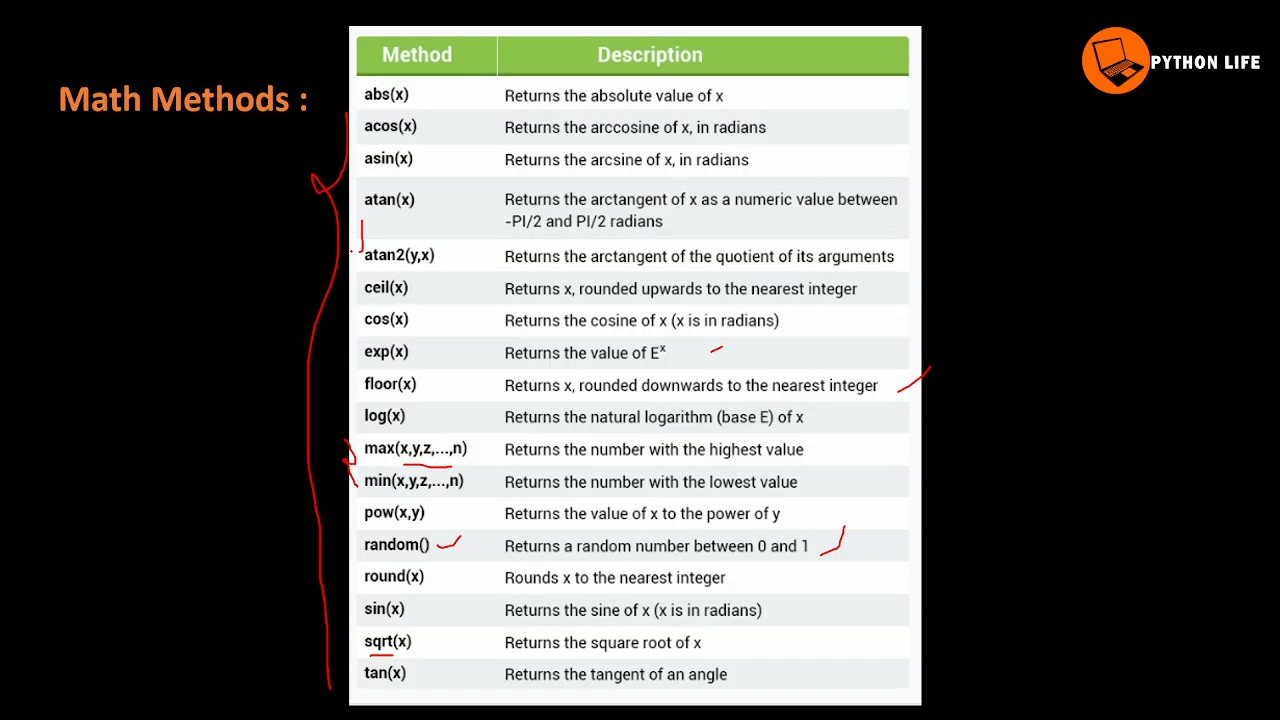 PYTHON LIFE
Math Methods :
Method Description
abs(x) Returns the absolute value of x
acos(x) Returns the arccosine of x, in radians
asin(x) Returns the arcsine of x, in radians
atan(x) Returns the arctangent of x as a numeric value between
-PI/2 and PI/2 radians
atan2(y,x) Returns the arctangent of the quotient of its arguments
ceil(x) Returns x, rounded upwards to the nearest integer
cos(x) Returns the cosine of x (x is in radians)
exp(x) Returns the value of Eˣ
floor(x) Returns x, rounded downwards to the nearest integer
log(x) Returns the natural logarithm (base E) of x
max(x,y,z,...,n) Returns the number with the highest value
min(x,y,z,...,n) Returns the number with the lowest value
pow(x,y) Returns the value of x to the power of y
random() Returns a random number between 0 and 1
round(x) Rounds x to the nearest integer
sin(x) Returns the sine of x (x is in radians)
sqrt(x) Returns the square root of x
tan(x) Returns the tangent of an angle